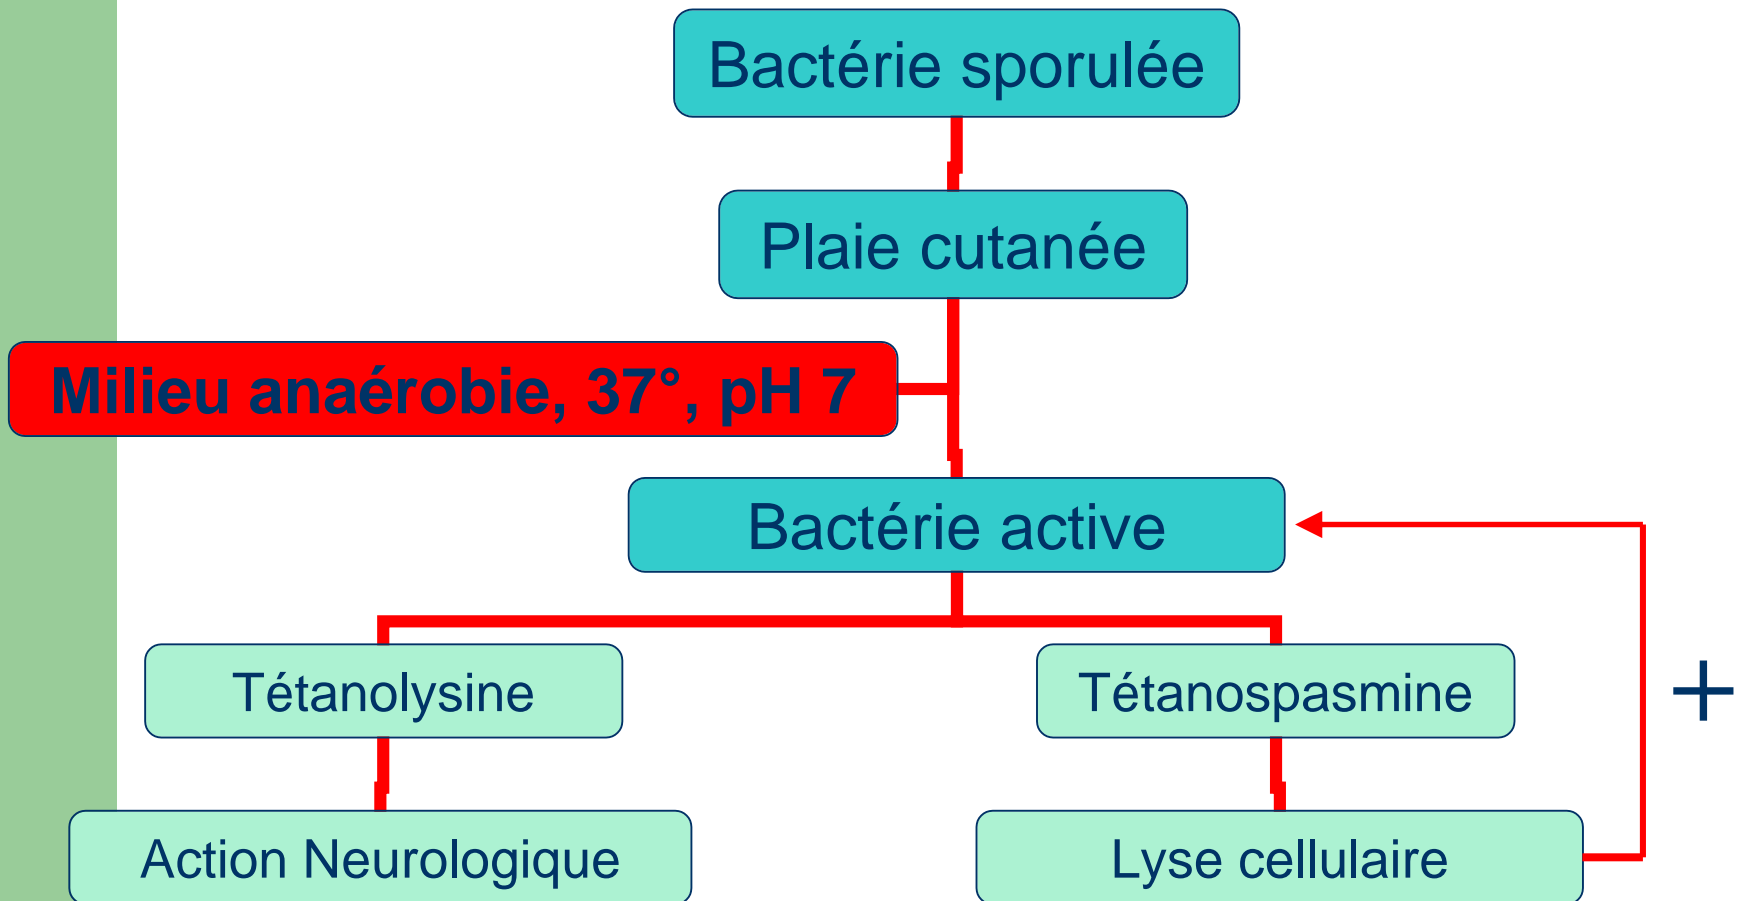 Bactérie sporulée
Plaie cutanée
Milieu anaérobie, 37°, pH 7
Bactérie active
Tétanolysine
Tétanospasmine
+
Action Neurologique
Lyse cellulaire